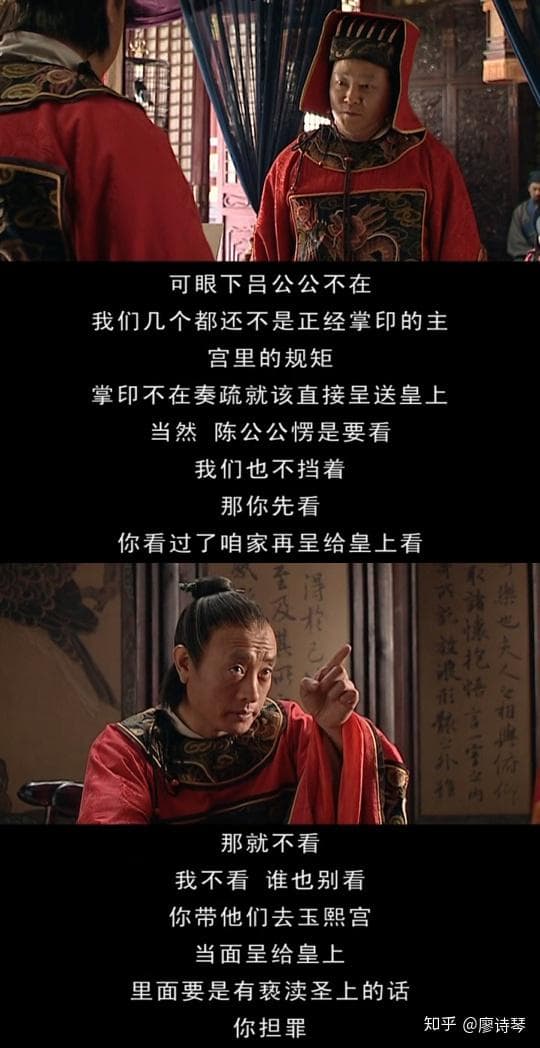 可眼下吕公公不在
我们几个都还不是正经掌印的主
宫里的规矩
掌印不在奏疏就该直接呈送皇上
当然 陈公公愣是要看
我们也不挡着
那你先看
你看过了咱家再呈给皇上看
那就不看
我不看 谁也别看
你带他们去玉熙宫
当面呈给皇上
里面要是有亵渎圣上的话
你担罪
知乎 @廖诗琴